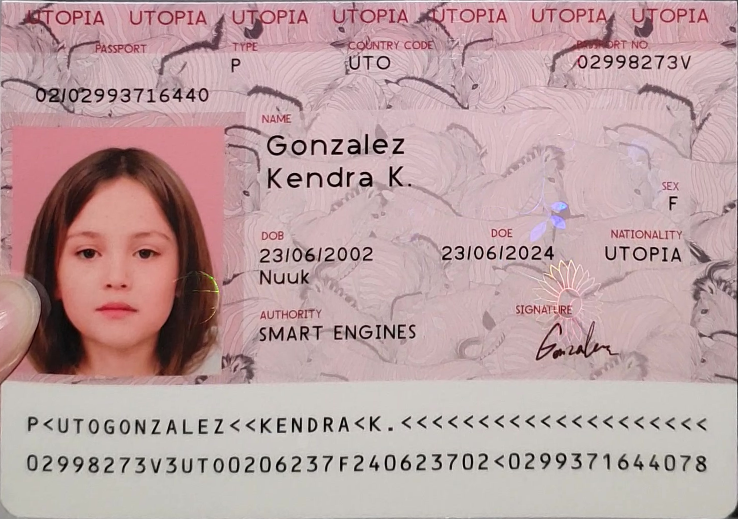 UTOPIA UTOPIA UTOPIA UTOPIA UTOPIA UTOPIA UTOPIA
PASSPORT TYPE COUNTRY CODE PASSPORT NO.
P UTO 02998273V
02/02993716440
NAME
Gonzalez
Kendra K.
SEX
F
DOB DOE NATIONALITY
23/06/2002 23/06/2024 UTOPIA
Nuuk
AUTHORITY SIGNATURE
SMART ENGINES
Gonzalez
P<UTOGONZALEZ<<KENDRA<K.<<<<<<<<<<<<<<<<<<<<
02998273V3UTO0206237F240623702<0299371644078